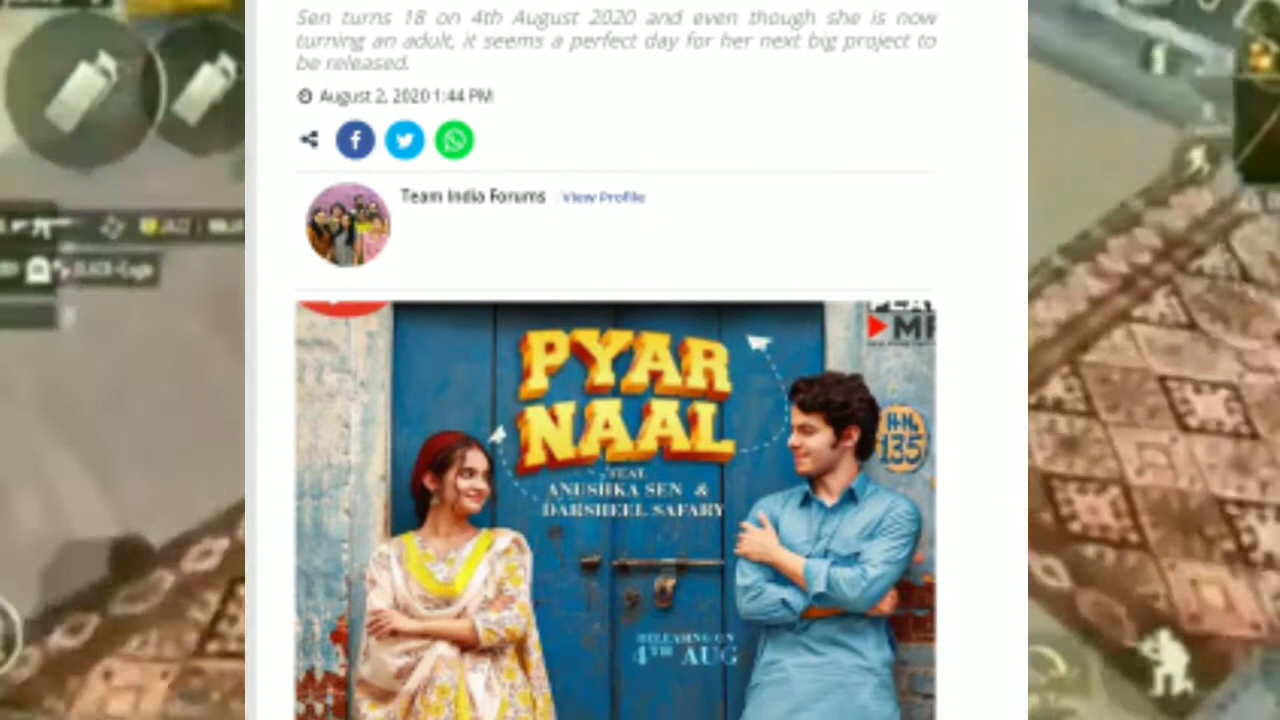 Sen turns 18 on 4th August 2020 and even though she is now
turning an adult, it seems a perfect day for her next big project to
be released.
August 2, 2020 1:44 PM
Team India Forums View Profile
PYAR
NAAL
FEAT.
ANUSHKA SEN &
DARSHEEL SAFARY
H.N.
135
RELEASING ON
4TH AUG